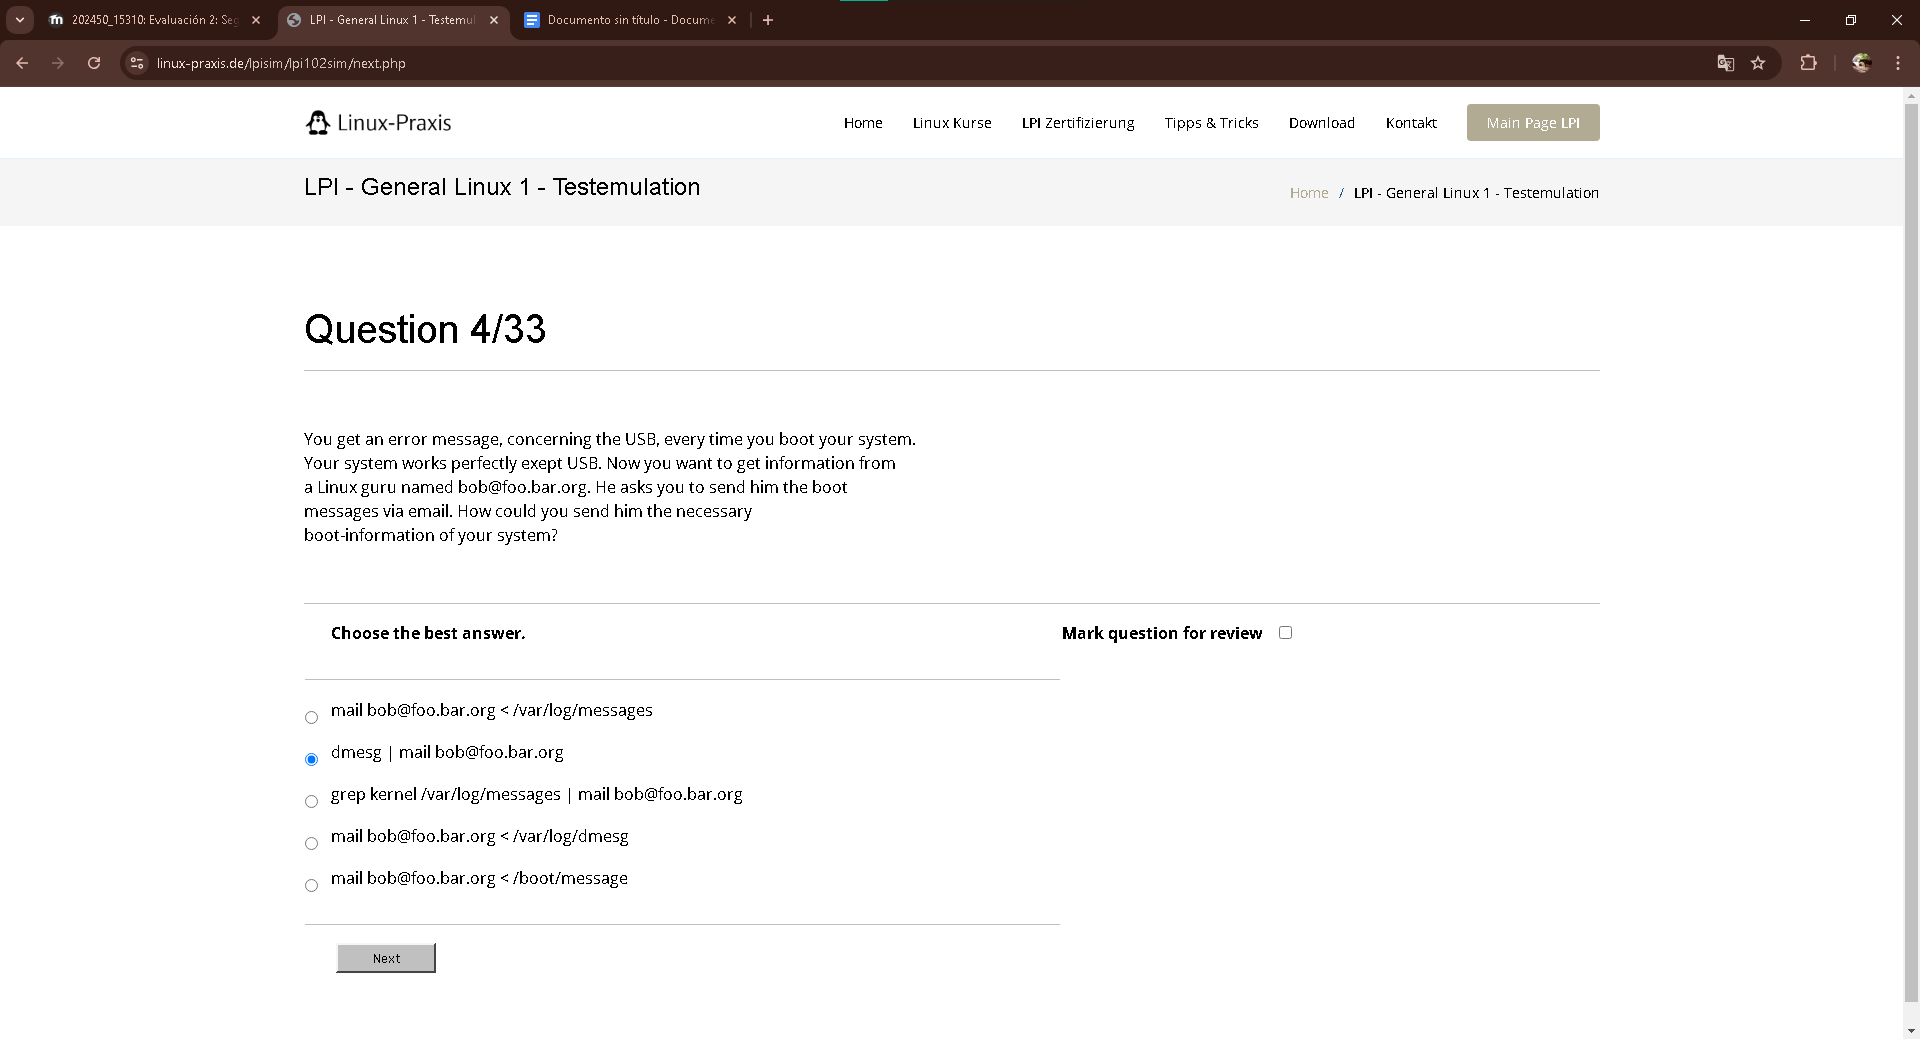 202450_15310: Evaluación 2: Seg
LPI - General Linux 1 - Testemul
Documento sin título - Docume
linux-praxis.de/lpisim/lpi102sim/next.php
Linux-Praxis
Home
Linux Kurse
LPI Zertifizierung
Tipps & Tricks
Download
Kontakt
Main Page LPI
LPI - General Linux 1 - Testemulation
Home / LPI - General Linux 1 - Testemulation
Question 4/33
You get an error message, concerning the USB, every time you boot your system.
Your system works perfectly exept USB. Now you want to get information from
a Linux guru named bob@foo.bar.org. He asks you to send him the boot
messages via email. How could you send him the necessary
boot-information of your system?
Choose the best answer.
Mark question for review
mail bob@foo.bar.org < /var/log/messages
dmesg | mail bob@foo.bar.org
grep kernel /var/log/messages | mail bob@foo.bar.org
mail bob@foo.bar.org < /var/log/dmesg
mail bob@foo.bar.org < /boot/message
Next